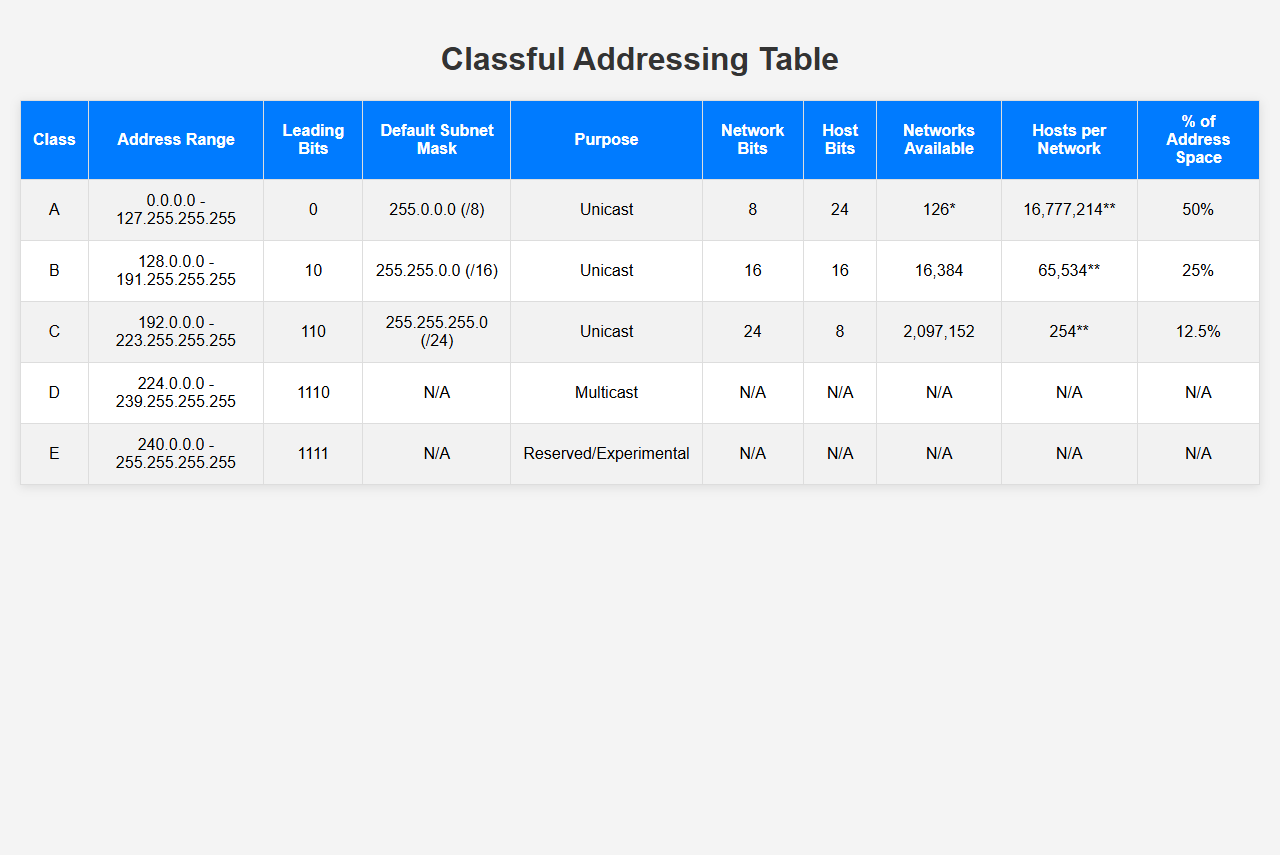 Classful Addressing Table
Class
Address Range
Leading
Bits
Default Subnet
Mask
Purpose
Network
Bits
Host
Bits
Networks
Available
Hosts per
Network
% of
Address
Space
A
0.0.0.0 -
127.255.255.255
0
255.0.0.0 (/8)
Unicast
8
24
126*
16,777,214**
50%
B
128.0.0.0 -
191.255.255.255
10
255.255.0.0 (/16)
Unicast
16
16
16,384
65,534**
25%
C
192.0.0.0 -
223.255.255.255
110
255.255.255.0
(/24)
Unicast
24
8
2,097,152
254**
12.5%
D
224.0.0.0 -
239.255.255.255
1110
N/A
Multicast
N/A
N/A
N/A
N/A
N/A
E
240.0.0.0 -
255.255.255.255
1111
N/A
Reserved/Experimental
N/A
N/A
N/A
N/A
N/A